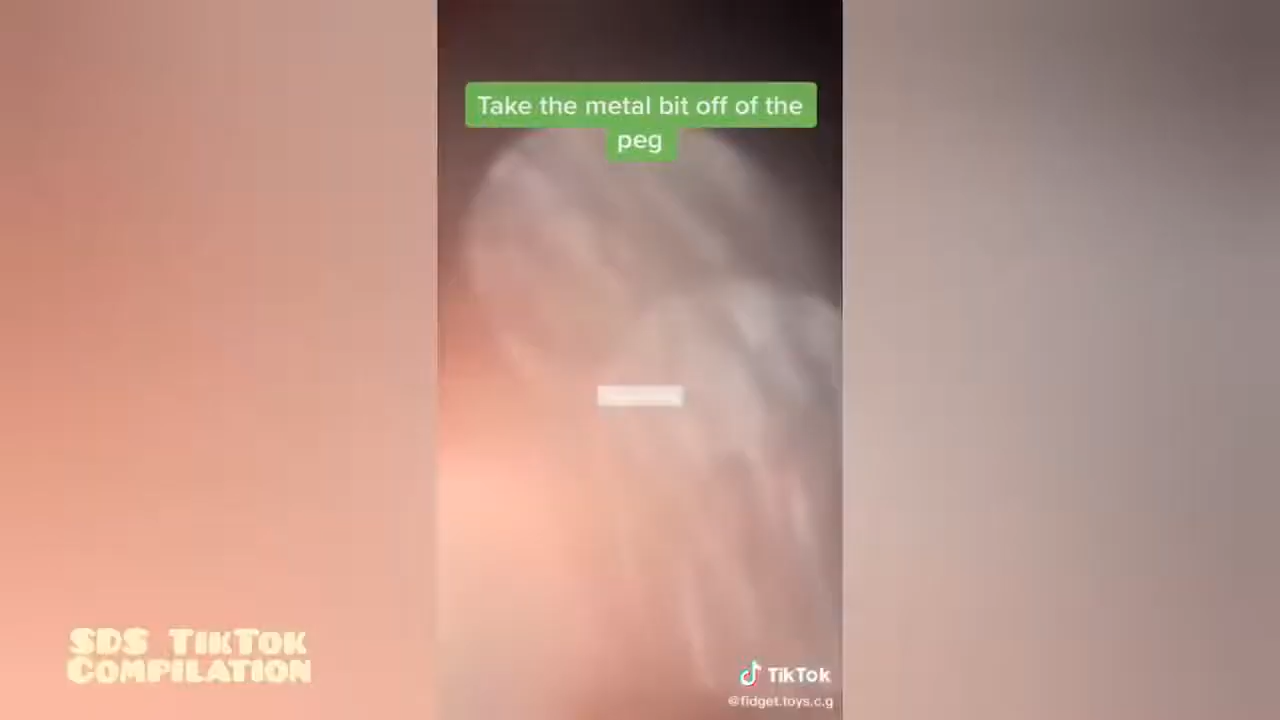 Take the metal bit off of the
peg
SDS TikTok
Compilation
TikTok
@fidget.toys.c.g